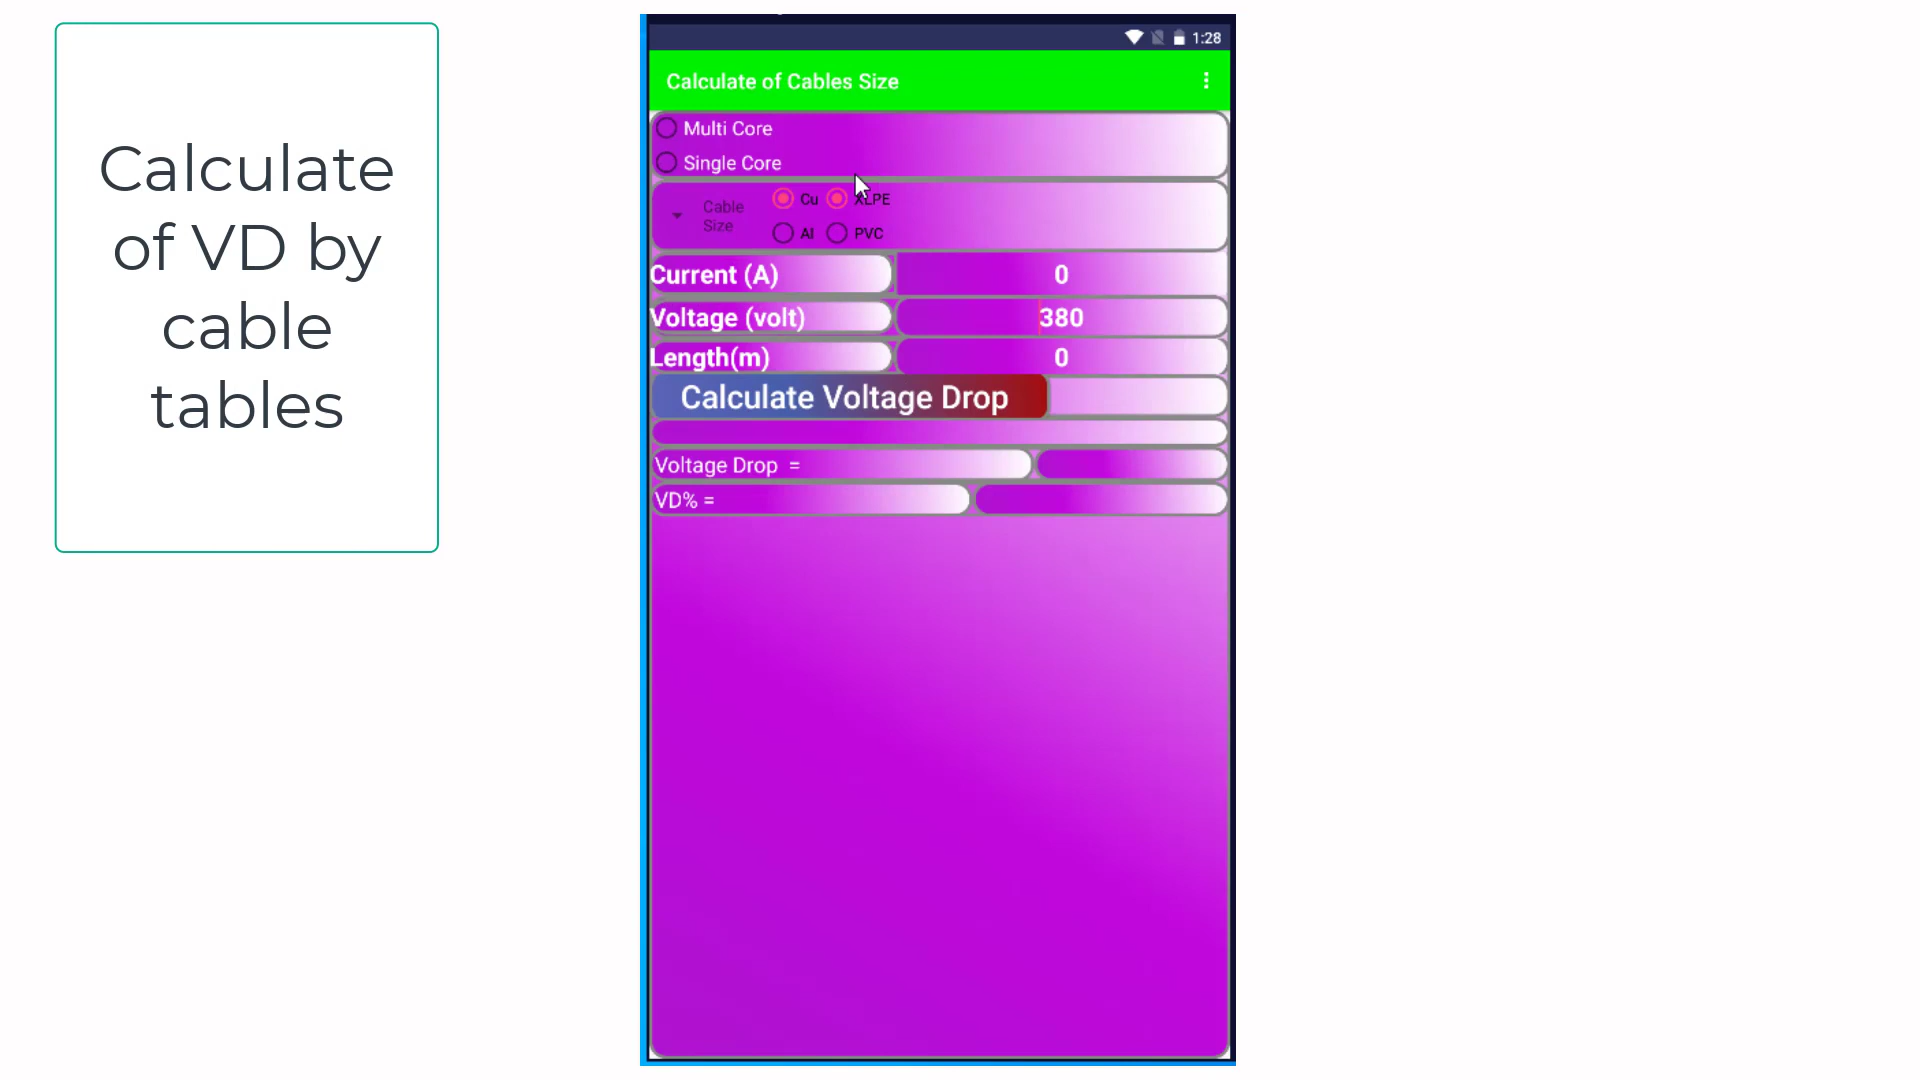 Calculate
of VD by
cable
tables
1:28
Calculate of Cables Size
Multi Core
Single Core
Cable
Size
Cu XLPE
Al PVC
Current (A) 0
Voltage (volt) 380
Length(m) 0
Calculate Voltage Drop
Voltage Drop =
VD% =